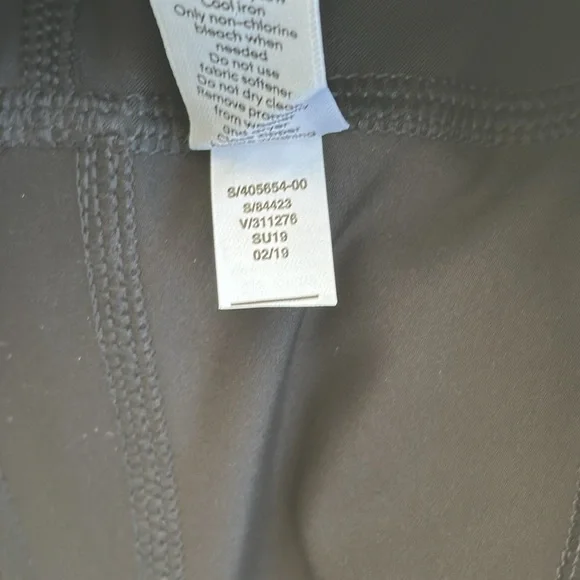 Cool iron
Only non-chlorine
bleach when
needed
Do not use
fabric softener
Do not dry clean
Remove
from
S/405654-00
S/84423
V/311276
SU19
02/19